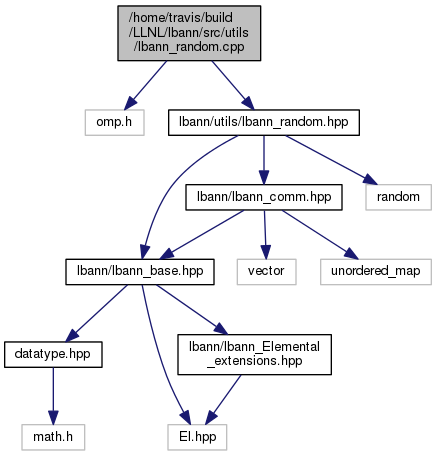 /home/travis/build
/LLNL/lbann/src/utils
/lbann_random.cpp
omp.h
lbann/utils/lbann_random.hpp
lbann/lbann_comm.hpp
random
lbann/lbann_base.hpp
vector
unordered_map
datatype.hpp
lbann/lbann_Elemental
_extensions.hpp
math.h
El.hpp